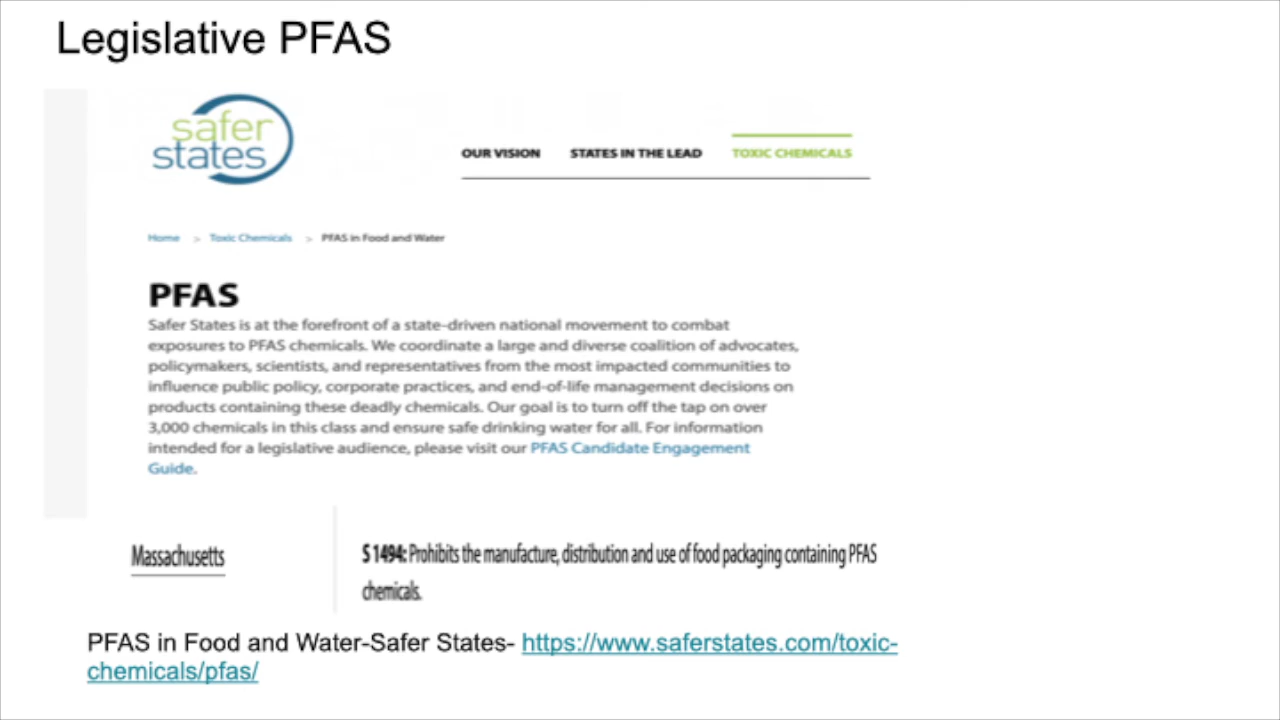 Legislative PFAS
safer
states
OUR VISION STATES IN THE LEAD TOXIC CHEMICALS
Home > Toxic Chemicals > PFAS in Food and Water
PFAS
Safer States is at the forefront of a state-driven national movement to combat
exposures to PFAS chemicals. We coordinate a large and diverse coalition of advocates,
policymakers, scientists, and representatives from the most impacted communities to
influence public policy, corporate practices, and end-of-life management decisions on
products containing these deadly chemicals. Our goal is to turn off the tap on over
3,000 chemicals in this class and ensure safe drinking water for all. For information
intended for a legislative audience, please visit our PFAS Candidate Engagement
Guide.
Massachusetts
S 1494: Prohibits the manufacture, distribution and use of food packaging containing PFAS
chemicals.
PFAS in Food and Water-Safer States- https://www.saferstates.com/toxic-
chemicals/pfas/